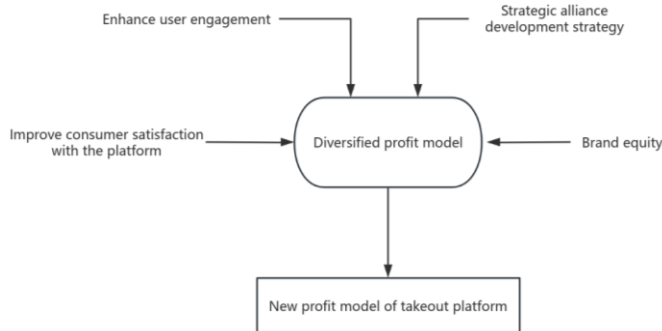 Enhance user engagement
Strategic alliance
development strategy
Improve consumer satisfaction
with the platform
Diversified profit model
Brand equity
New profit model of takeout platform